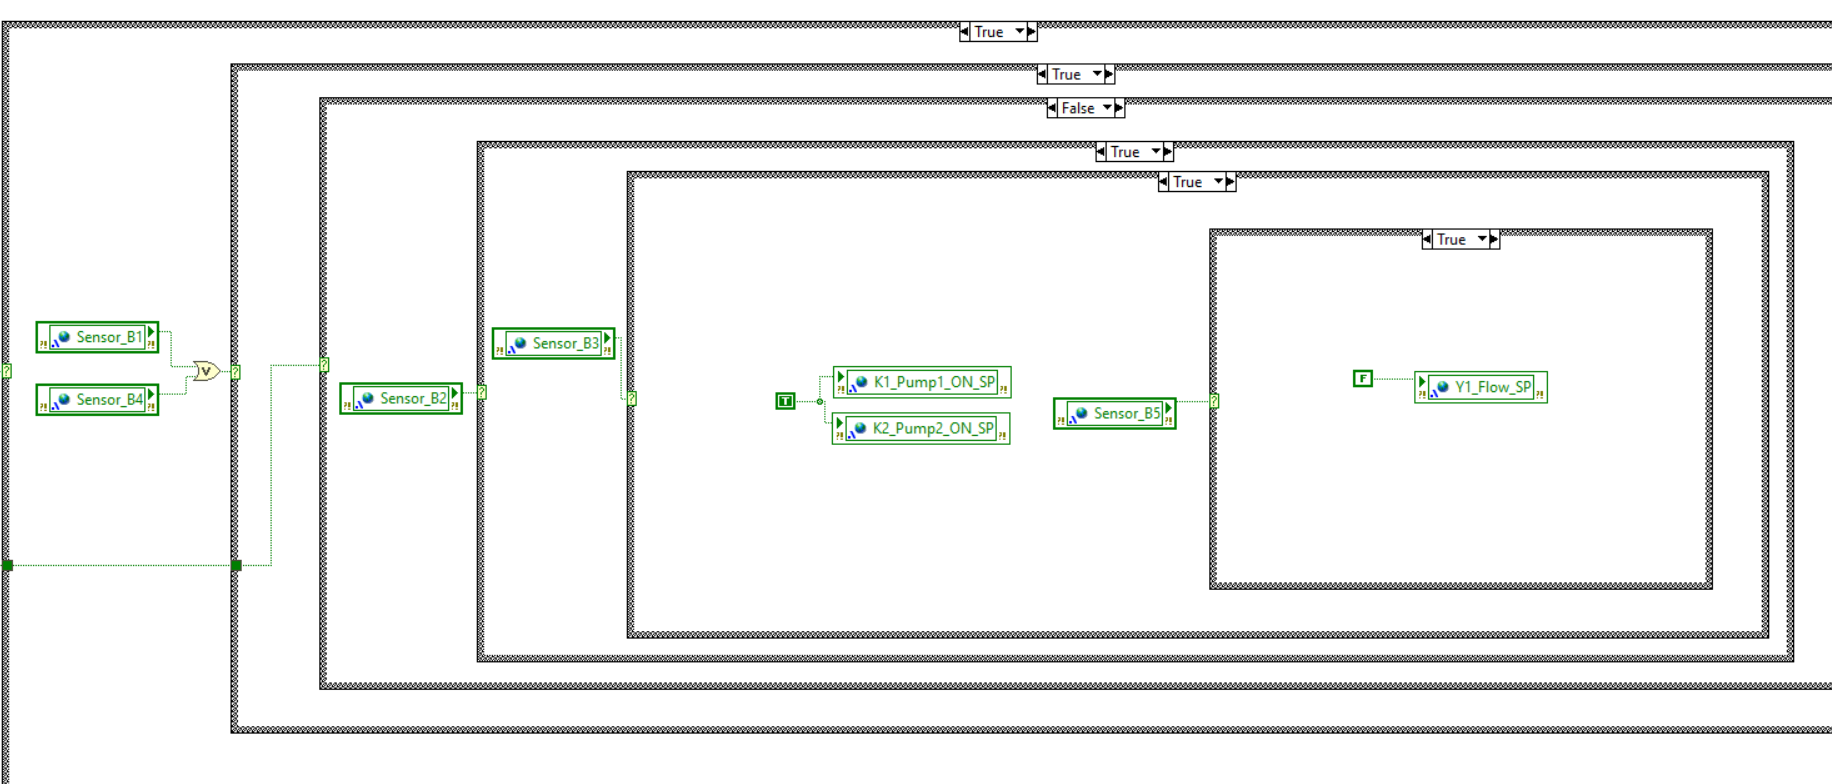 True
True
False
True
True
True
Sensor_B1
Sensor_B3
V
?
?
?
K1_Pump1_ON_SP
F
Y1_Flow_SP
Sensor_B4
Sensor_B2
?
?
T
Sensor_B5
?
K2_Pump2_ON_SP